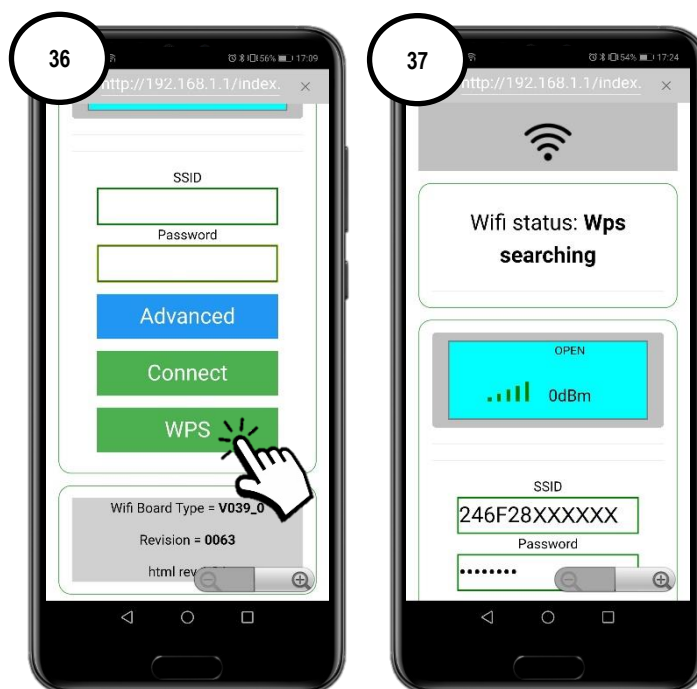 36
56% 17:09
http://192.168.1.1/index. ×
SSID
Password
Advanced
Connect
WPS
Wifi Board Type = V039_0
Revision = 0063
html rev
37
54% 17:24
http://192.168.1.1/index. ×
Wifi status: Wps
searching
OPEN
0dBm
SSID
246F28XXXXXX
Password
••••••••